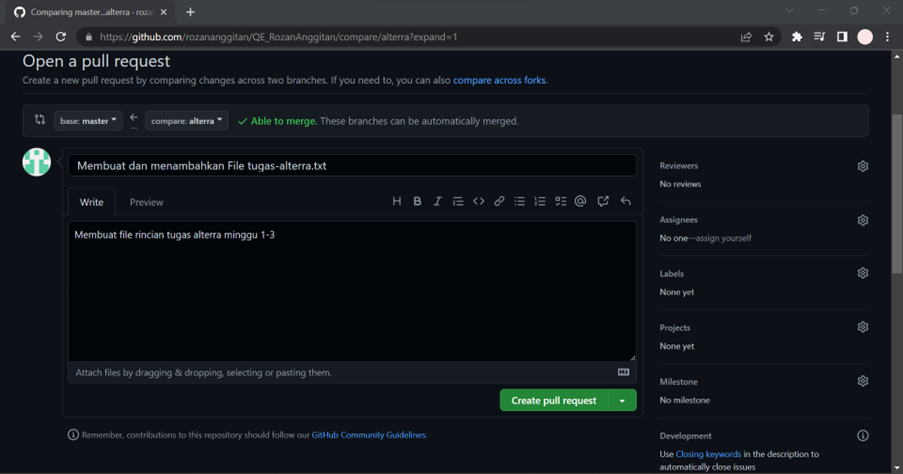 Comparing master...alterra · roza
https://github.com/rozananggitan/QE_RozanAnggitan/compare/alterra?expand=1
Open a pull request
Create a new pull request by comparing changes across two branches. If you need to, you can also compare across forks.
base: master
compare: alterra
Able to merge. These branches can be automatically merged.
Membuat dan menambahkan File tugas-alterra.txt
Write
Preview
Membuat file rincian tugas alterra minggu 1-3
Attach files by dragging & dropping, selecting or pasting them.
Create pull request
Remember, contributions to this repository should follow our GitHub Community Guidelines.
Reviewers
No reviews
Assignees
No one—assign yourself
Labels
None yet
Projects
None yet
Milestone
No milestone
Development
Use Closing keywords in the description to
automatically close issues